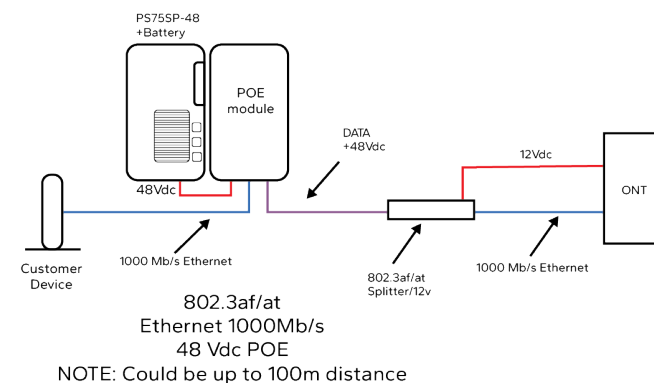 PS75SP-48
+Battery
POE
module
DATA
+48Vdc
12Vdc
48Vdc
ONT
1000 Mb/s Ethernet
1000 Mb/s Ethernet
Customer
Device
802.3af/at
Splitter/12v
802.3af/at
Ethernet 1000Mb/s
48 Vdc POE
NOTE: Could be up to 100m distance